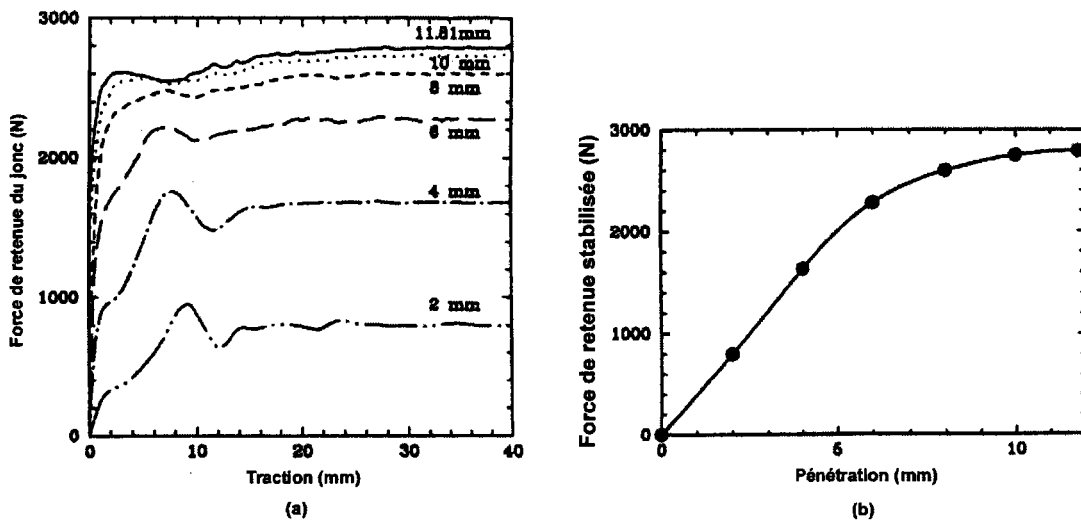 3000
2000
1000
0
Force de retenue du jonc (N)
11.81mm
10 mm
8 mm
6 mm
4 mm
2 mm
0
10
20
30
40
Traction (mm)
(a)
3000
2000
1000
0
Force de retenue stabilisée (N)
0
5
10
Pénétration (mm)
(b)